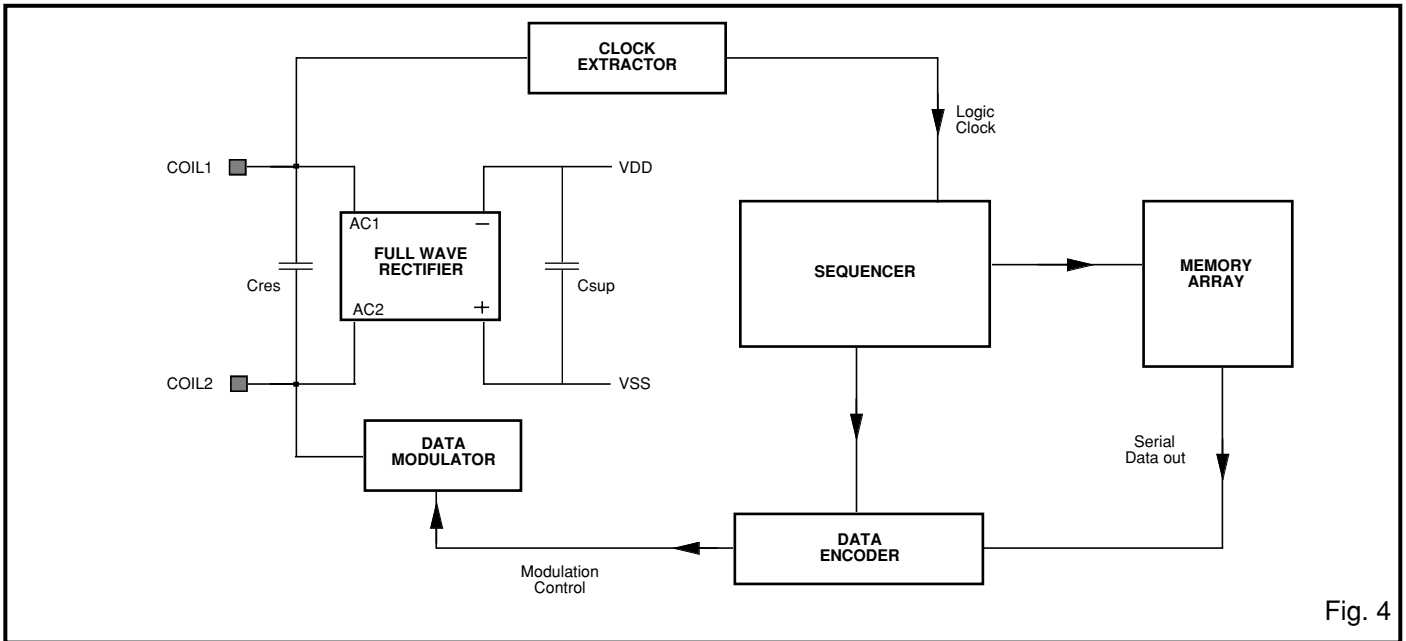 CLOCK
EXTRACTOR
Logic
Clock
COIL1
VDD
AC1
−
FULL WAVE
RECTIFIER
Cres
Csup
AC2
+
SEQUENCER
MEMORY
ARRAY
COIL2
VSS
DATA
MODULATOR
Serial
Data out
DATA
ENCODER
Modulation
Control
Fig. 4